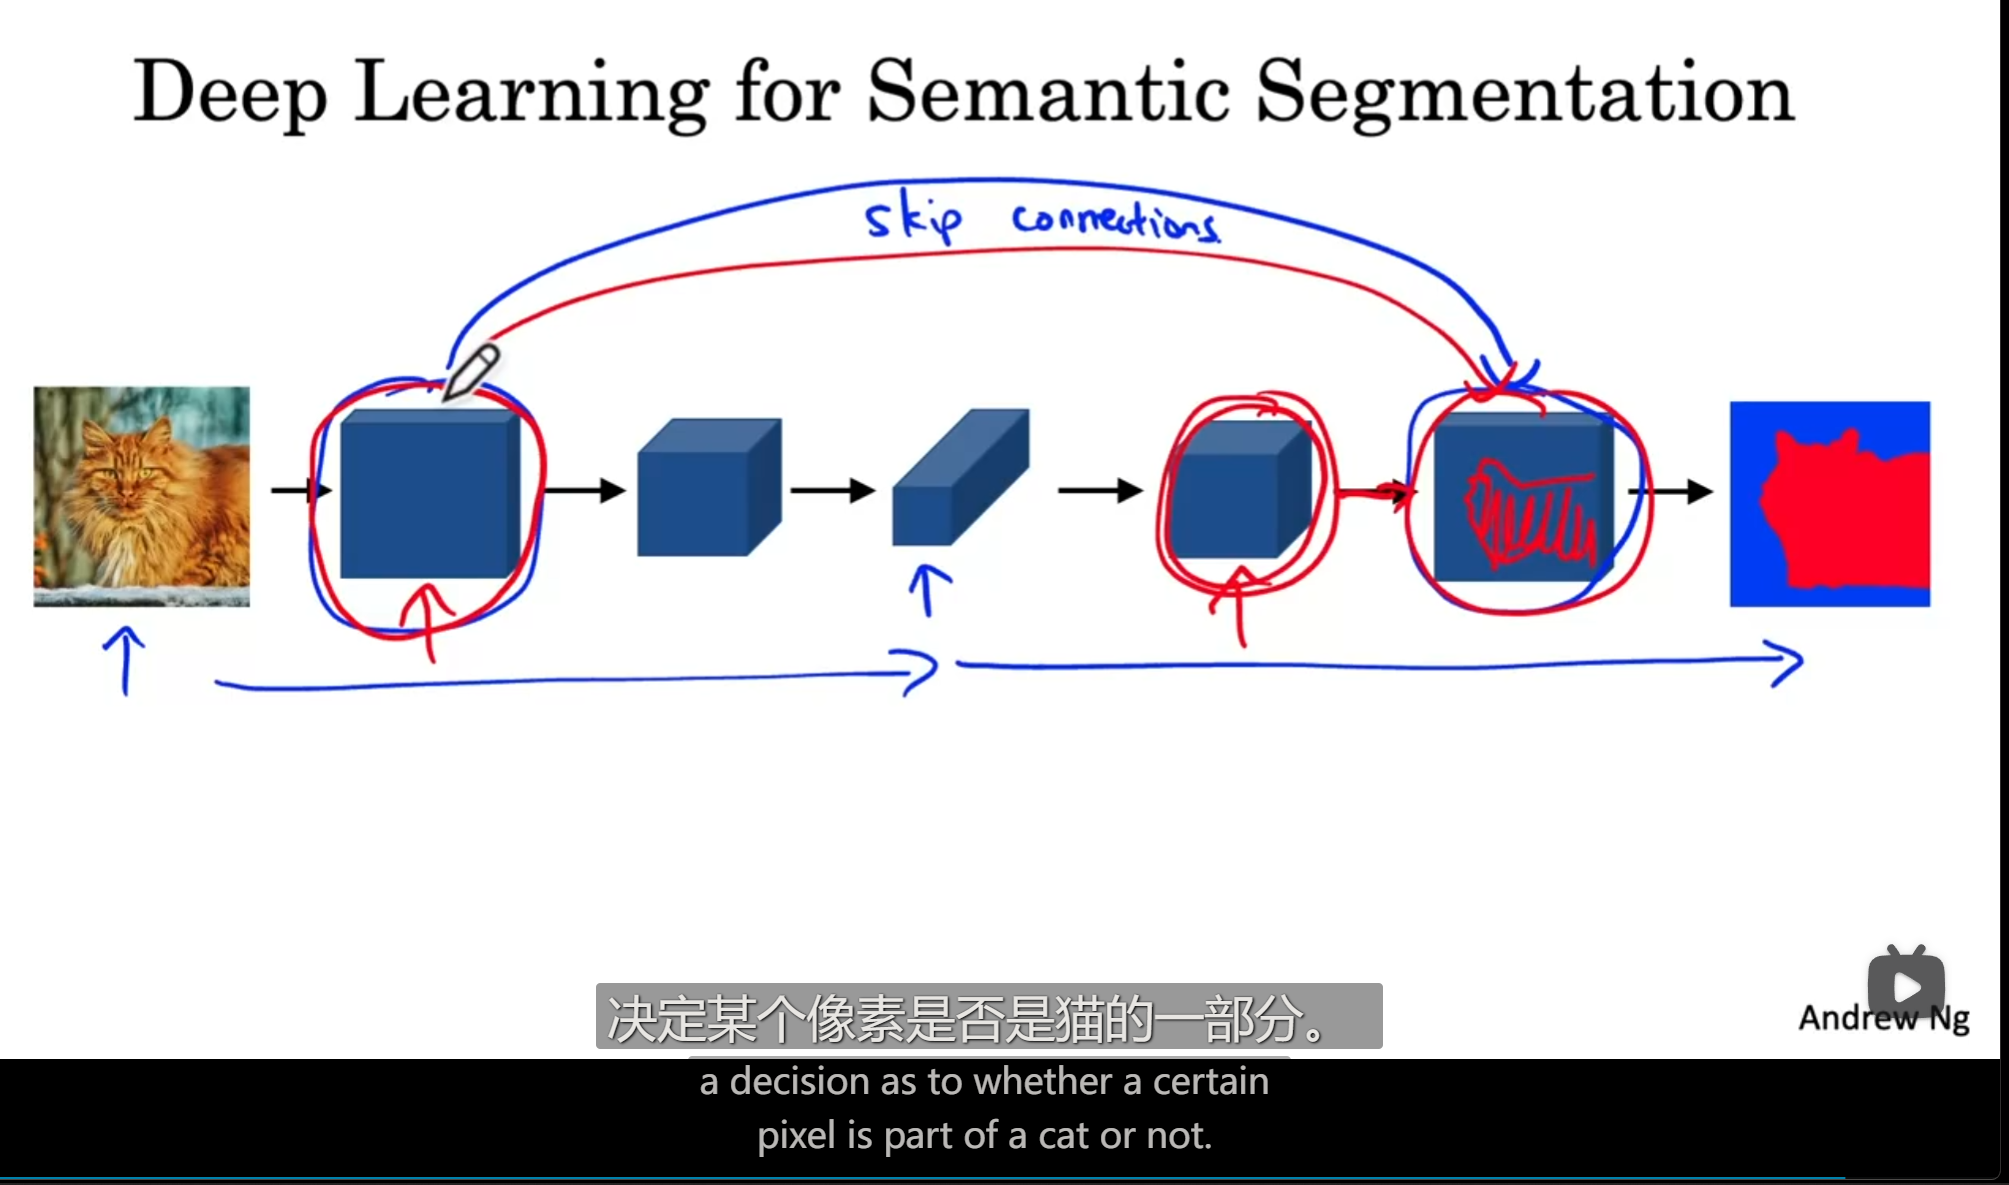 Deep Learning for Semantic Segmentation
skip connections
Andrew Ng
决定某个像素是否是猫的一部分。
a decision as to whether a certain
pixel is part of a cat or not.